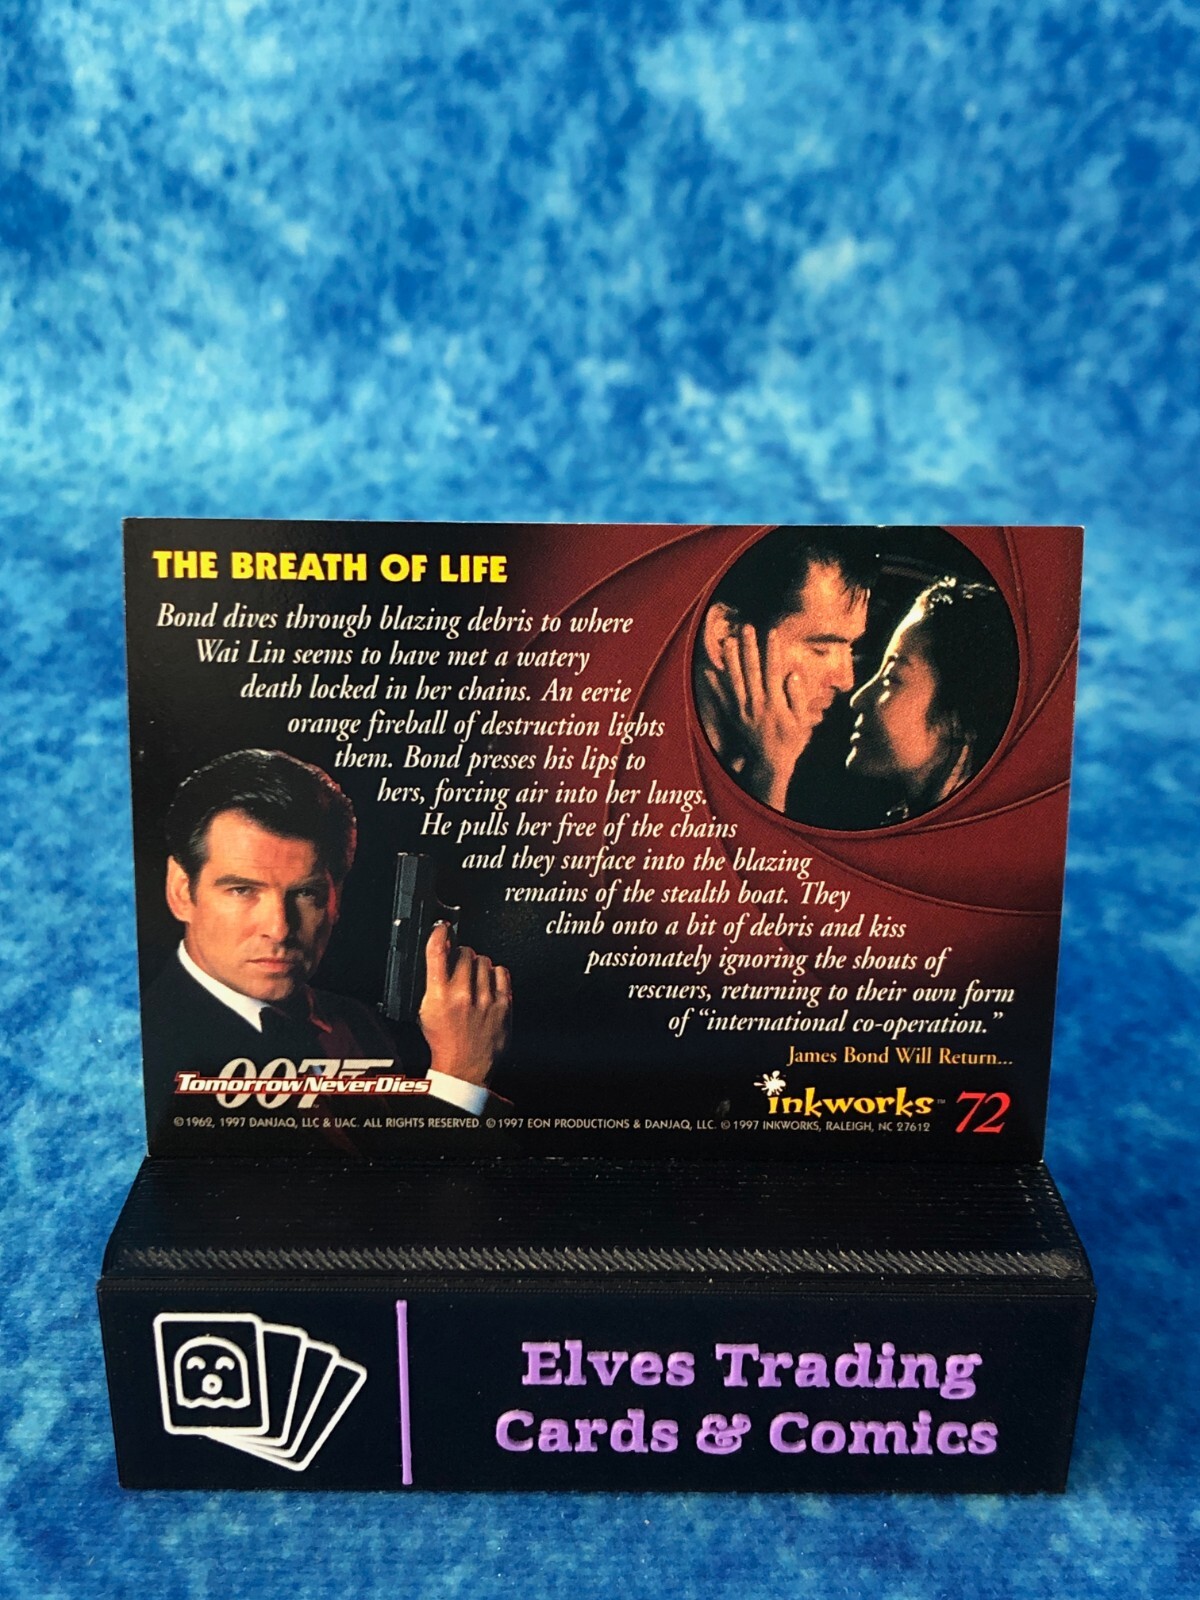 THE BREATH OF LIFE
Bond dives through blazing debris to where
Wai Lin seems to have met a watery
death locked in her chains. An eerie
orange fireball of destruction lights
them. Bond presses his lips to
hers, forcing air into her lungs.
He pulls her free of the chains
and they surface into the blazing
remains of the stealth boat. They
climb onto a bit of debris and kiss
passionately ignoring the shouts of
rescuers, returning to their own form
of “international co-operation.”
James Bond Will Return...
007
Tomorrow Never Dies
inkworks™ 72
©1962, 1997 DANJAQ, LLC & UAC. ALL RIGHTS RESERVED. ©1997 EON PRODUCTIONS & DANJAQ, LLC. ©1997 INKWORKS, RALEIGH, NC 27612
Elves Trading
Cards & Comics